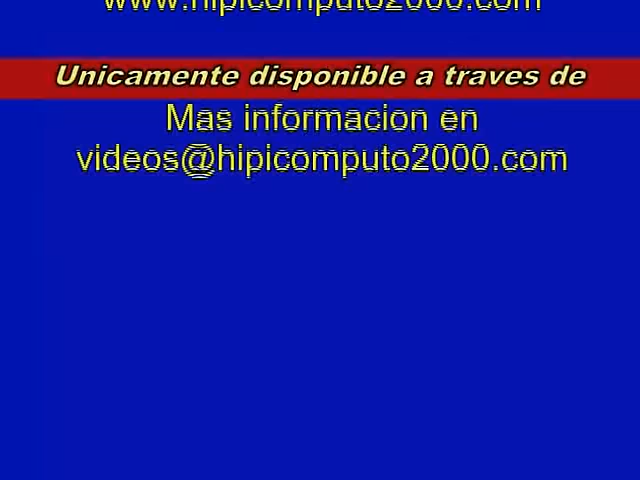 www.hipicomputo2000.com
Unicamente disponible a traves de
Mas informacion en
videos@hipicomputo2000.com